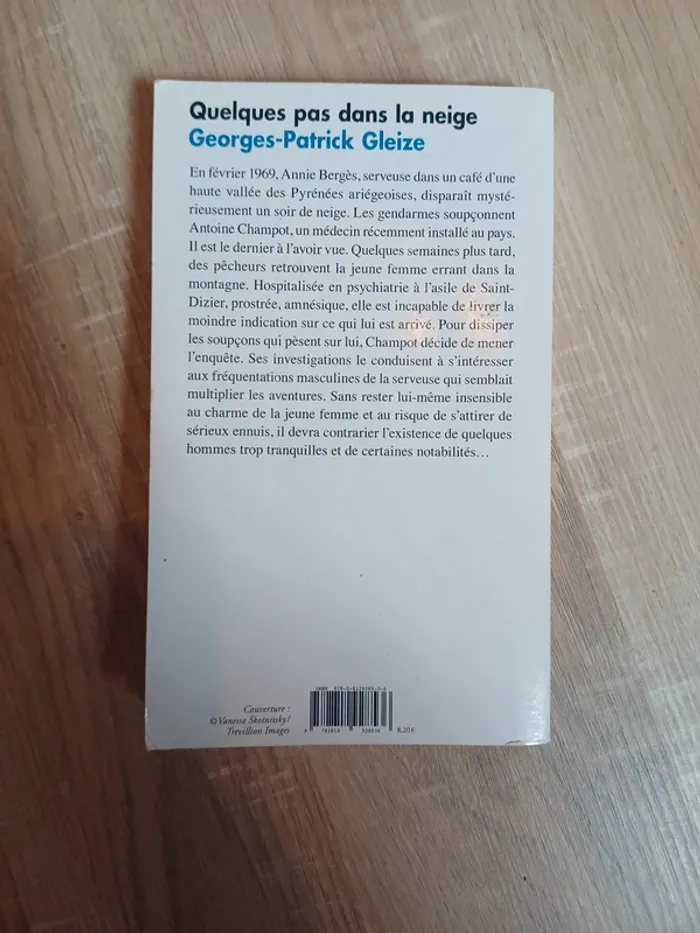 Quelques pas dans la neige
Georges-Patrick Gleize
En février 1969, Annie Bergès, serveuse dans un café d'une
haute vallée des Pyrénées ariégeoises, disparaît mysté-
rieusement un soir de neige. Les gendarmes soupçonnent
Antoine Champot, un médecin récemment installé au pays.
Il est le dernier à l'avoir vue. Quelques semaines plus tard,
des pêcheurs retrouvent la jeune femme errant dans la
montagne. Hospitalisée en psychiatrie à l'asile de Saint-
Dizier, prostrée, amnésique, elle est incapable de livrer la
moindre indication sur ce qui lui est arrivé. Pour dissiper
les soupçons qui pèsent sur lui, Champot décide de mener
l'enquête. Ses investigations le conduisent à s'intéresser
aux fréquentations masculines de la serveuse qui semblait
multiplier les aventures. Sans rester lui-même insensible
au charme de la jeune femme et au risque de s'attirer de
sérieux ennuis, il devra contrarier l'existence de quelques
hommes trop tranquilles et de certaines notabilités…
Couverture :
© Vanessa Skotnitsky/
Trevillion Images
ISBN
8,20 €